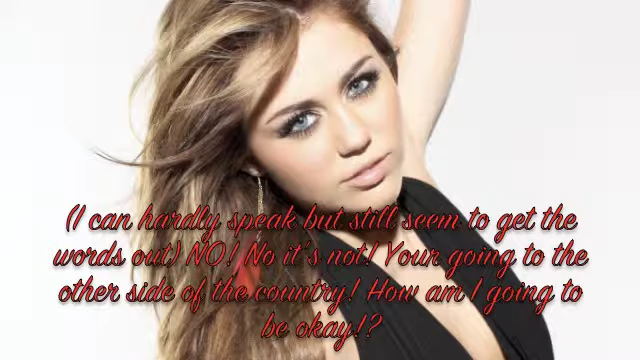 (I can hardly speak but still seem to get the
words out) NO! No it's not! Your going to the
other side of the country! How am I going to
be okay!?